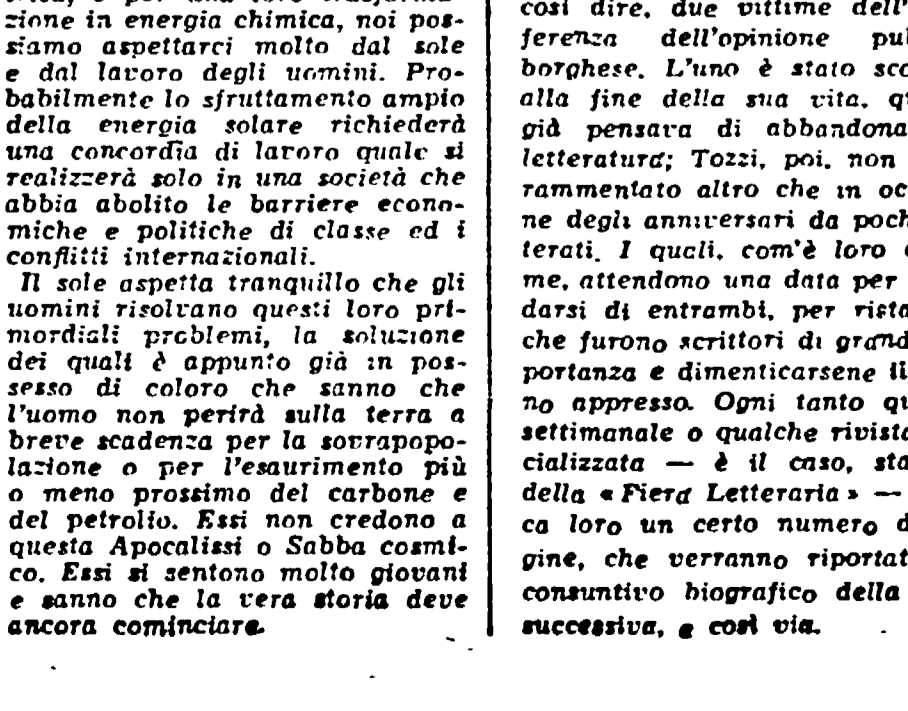 zione in energia chimica, noi pos-
siamo aspettarci molto dal sole
e dal lavoro degli uomini. Pro-
babilmente lo sfruttamento ampio
della energia solare richiederà
una concordia di lavoro quale si
realizzerà solo in una società che
abbia abolito le barriere econo-
miche e politiche di classe ed i
conflitti internazionali.
Il sole aspetta tranquillo che gli
uomini risolvano questi loro pri-
mordiali problemi, la soluzione
dei quali è appunto già in pos-
sesso di coloro che sanno che
l'uomo non perirà sulla terra a
breve scadenza per la sovrapopo-
lazione o per l'esaurimento più
o meno prossimo del carbone e
del petrolio. Essi non credono a
questa Apocalissi o Sabba cosmi-
co. Essi si sentono molto giovani
e sanno che la vera storia deve
ancora cominciare.
così dire, due vittime dell'
ferenza dell'opinione pul
borghese. L'uno è stato sco
alla fine della sua vita, qu
già pensava di abbandona
letteratura; Tozzi, poi, non
rammentato altro che in oc
ne degli anniversari da poch
terati. I quali, com'è loro
me, attendono una data per
darsi di entrambi, per rista
che furono scrittori di grand
portanza e dimenticarsene il
no appresso. Ogni tanto qu
settimanale o qualche rivista
cializzata — è il caso, sta
della « Fiera Letteraria » —
ca loro un certo numero d
gine, che verranno riportat
consuntivo biografico della
successiva, e così via.